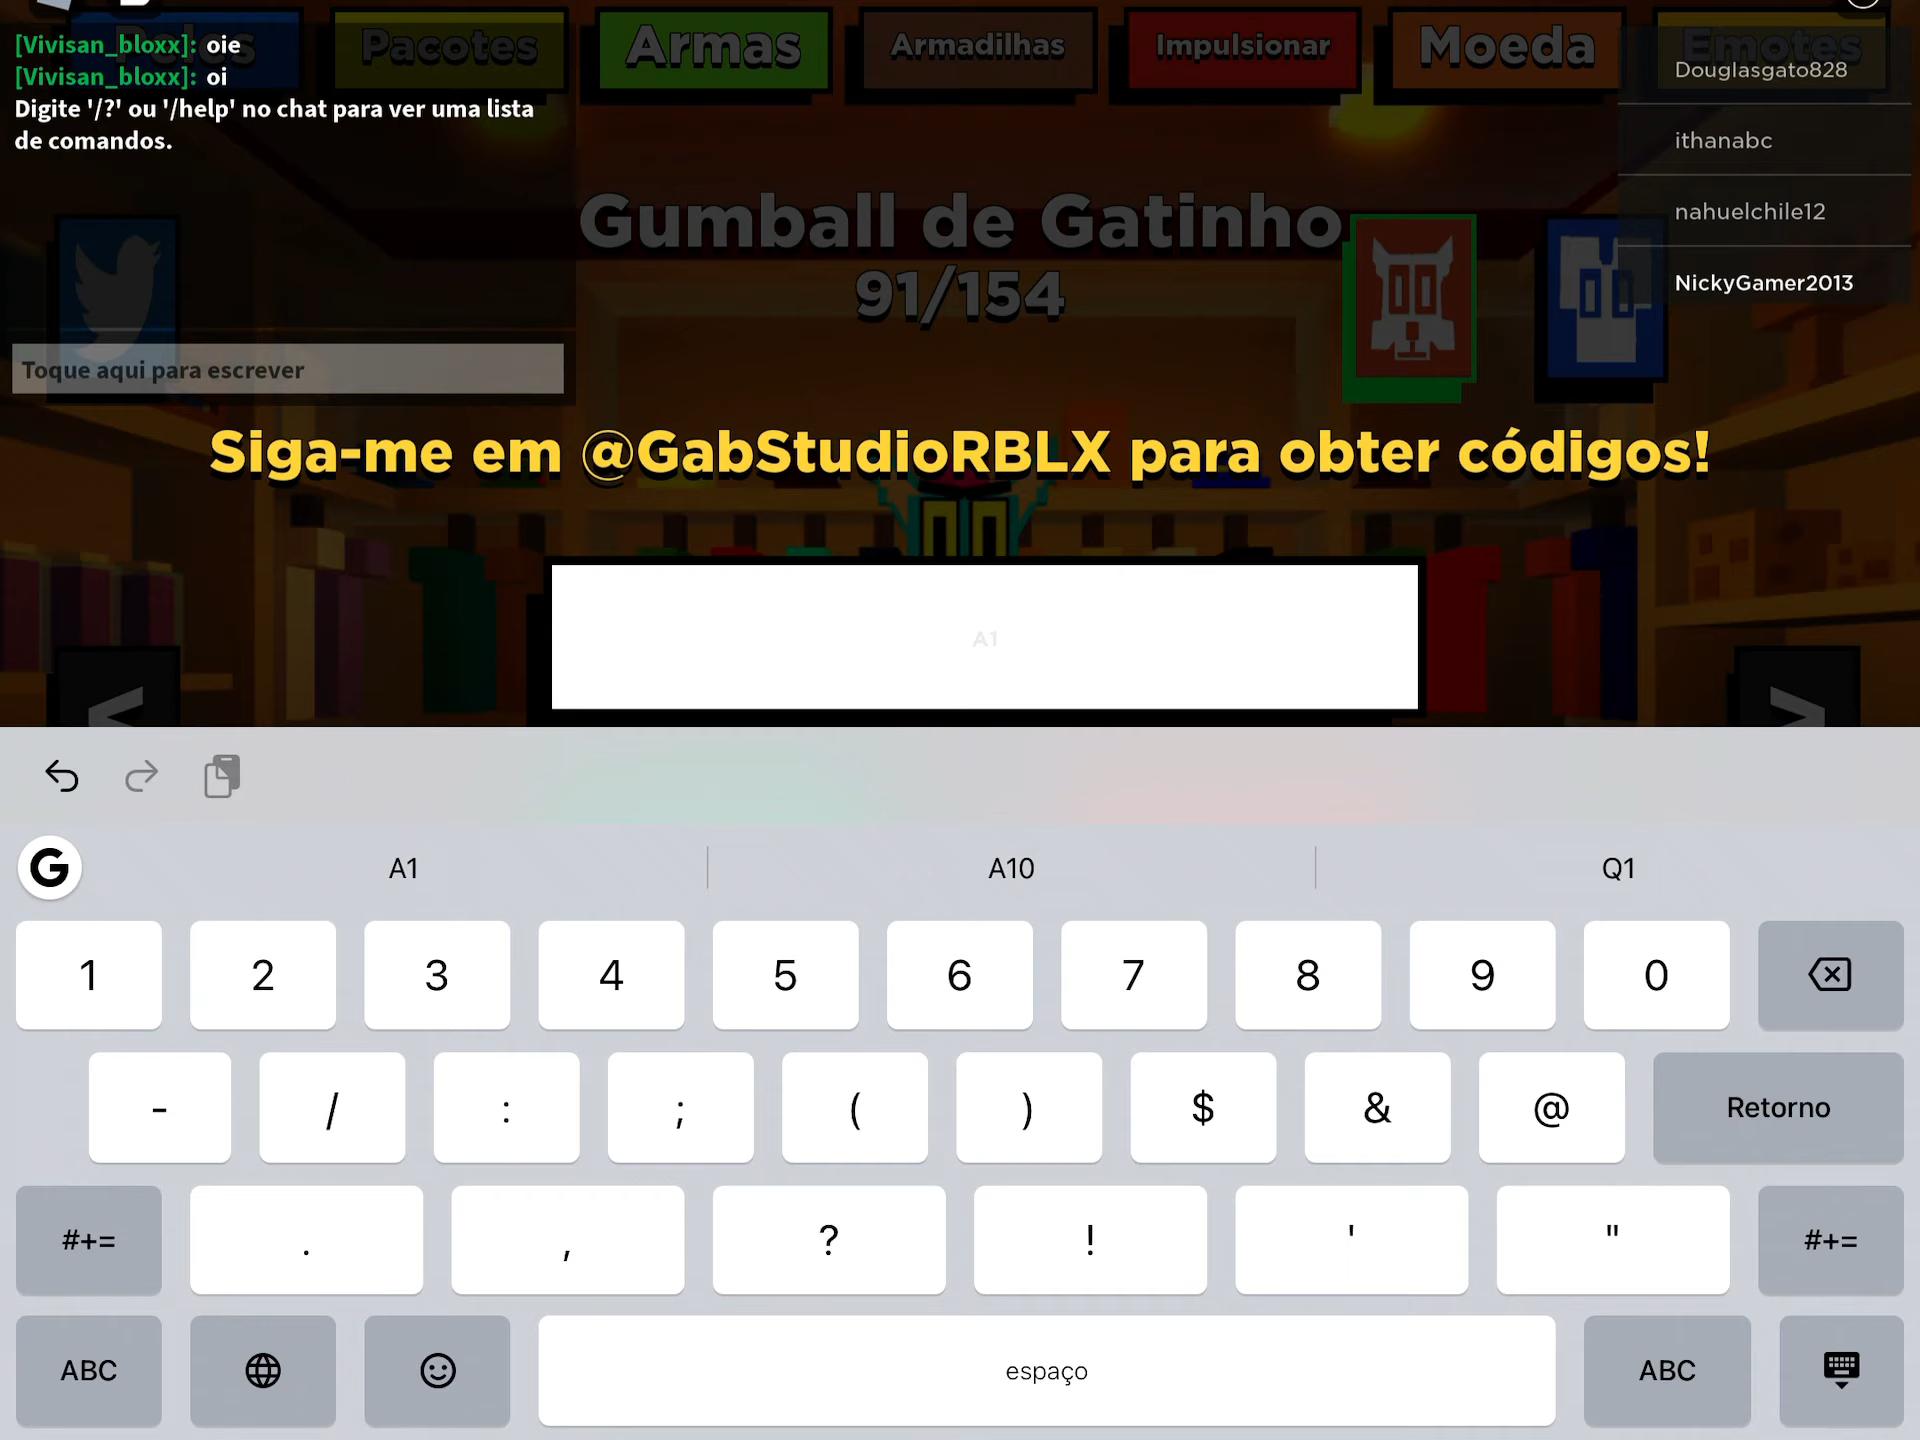 Peles
Pacotes
Armas
Armadilhas
Impulsionar
Moeda
Emotes
[Vivisan_bloxx]: oie
[Vivisan_bloxx]: oi
Digite '/?' ou '/help' no chat para ver uma lista
de comandos.
Douglasgato828
ithanabc
nahuelchile12
NickyGamer2013
Gumball de Gatinho
91/154
Toque aqui para escrever
Siga-me em @GabStudioRBLX para obter códigos!
A1
<
>
G
A1
A10
Q1
1 2 3 4 5 6 7 8 9 0
- / : ; ( ) $ & @ Retorno
#+= . , ? ! ' " #+=
ABC espaço ABC